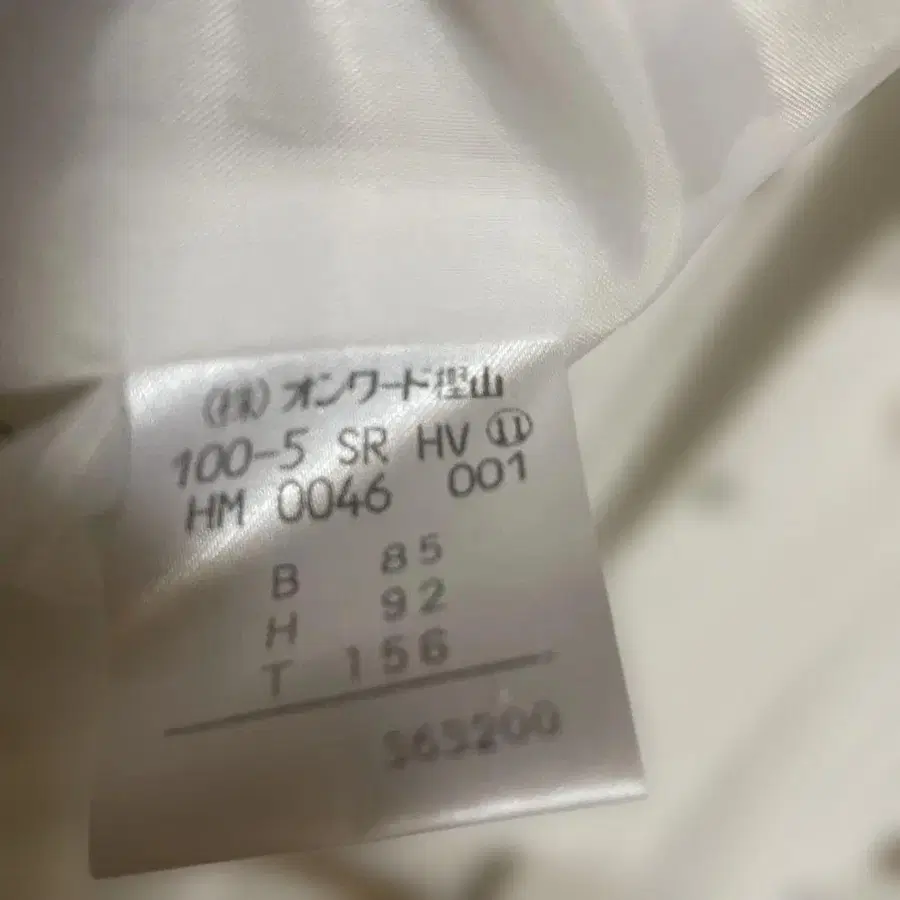 (株)オンワード樫山
100-5 SR HV ⑪
HM 0046 001
B 85
H 92
T 156
363200